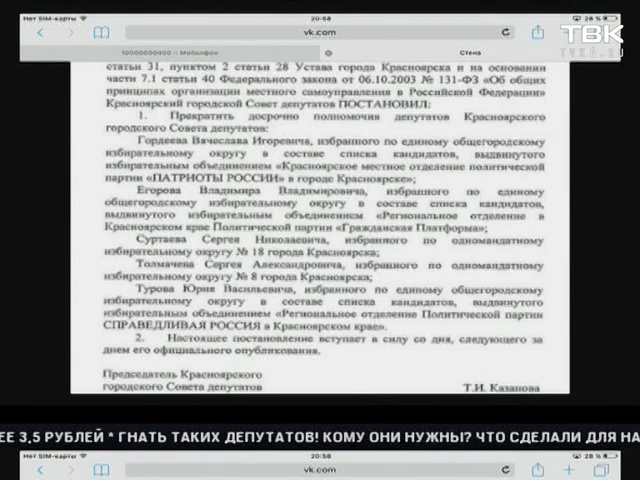 Нет SIM-карты
20:58
28 %
vk.com
ТВК
TVK6.RU
10000000400 :: Мобилфон
Стена
статьи 31, пунктом 2 статьи 28 Устава города Красноярска и на основании
части 7.1 статьи 40 Федерального закона от 06.10.2003 № 131-ФЗ «Об общих
принципах организации местного самоуправления в Российской Федерации»
Красноярский городской Совет депутатов ПОСТАНОВИЛ:
1. Прекратить досрочно полномочия депутатов Красноярского
городского Совета депутатов:
Гордеева Вячеслава Игоревича, избранного по единому общегородскому
избирательному округу в составе списка кандидатов, выдвинутого
избирательным объединением «Красноярское местное отделение политической
партии «ПАТРИОТЫ РОССИИ» в городе Красноярске»;
Егорова Владимира Владимировича, избранного по единому
общегородскому избирательному округу в составе списка кандидатов,
выдвинутого избирательным объединением «Региональное отделение в
Красноярском крае Политической партии «Гражданская Платформа»;
Суртаева Сергея Николаевича, избранного по одномандатному
избирательному округу № 18 города Красноярска;
Толмачева Сергея Александровича, избранного по одномандатному
избирательному округу № 8 города Красноярска;
Турова Юрия Васильевича, избранного по единому общегородскому
избирательному округу в составе списка кандидатов, выдвинутого
избирательным объединением «Региональное отделение Политической партии
СПРАВЕДЛИВАЯ РОССИЯ в Красноярском крае».
2. Настоящее постановление вступает в силу со дня, следующего за
днем его официального опубликования.
Председатель Красноярского
городского Совета депутатов Т.И. Казанова
ЕЕ 3,5 РУБЛЕЙ * ГНАТЬ ТАКИХ ДЕПУТАТОВ! КОМУ ОНИ НУЖНЫ? ЧТО СДЕЛАЛИ ДЛЯ НА
Нет SIM-карты
20:58
28 %
vk.com